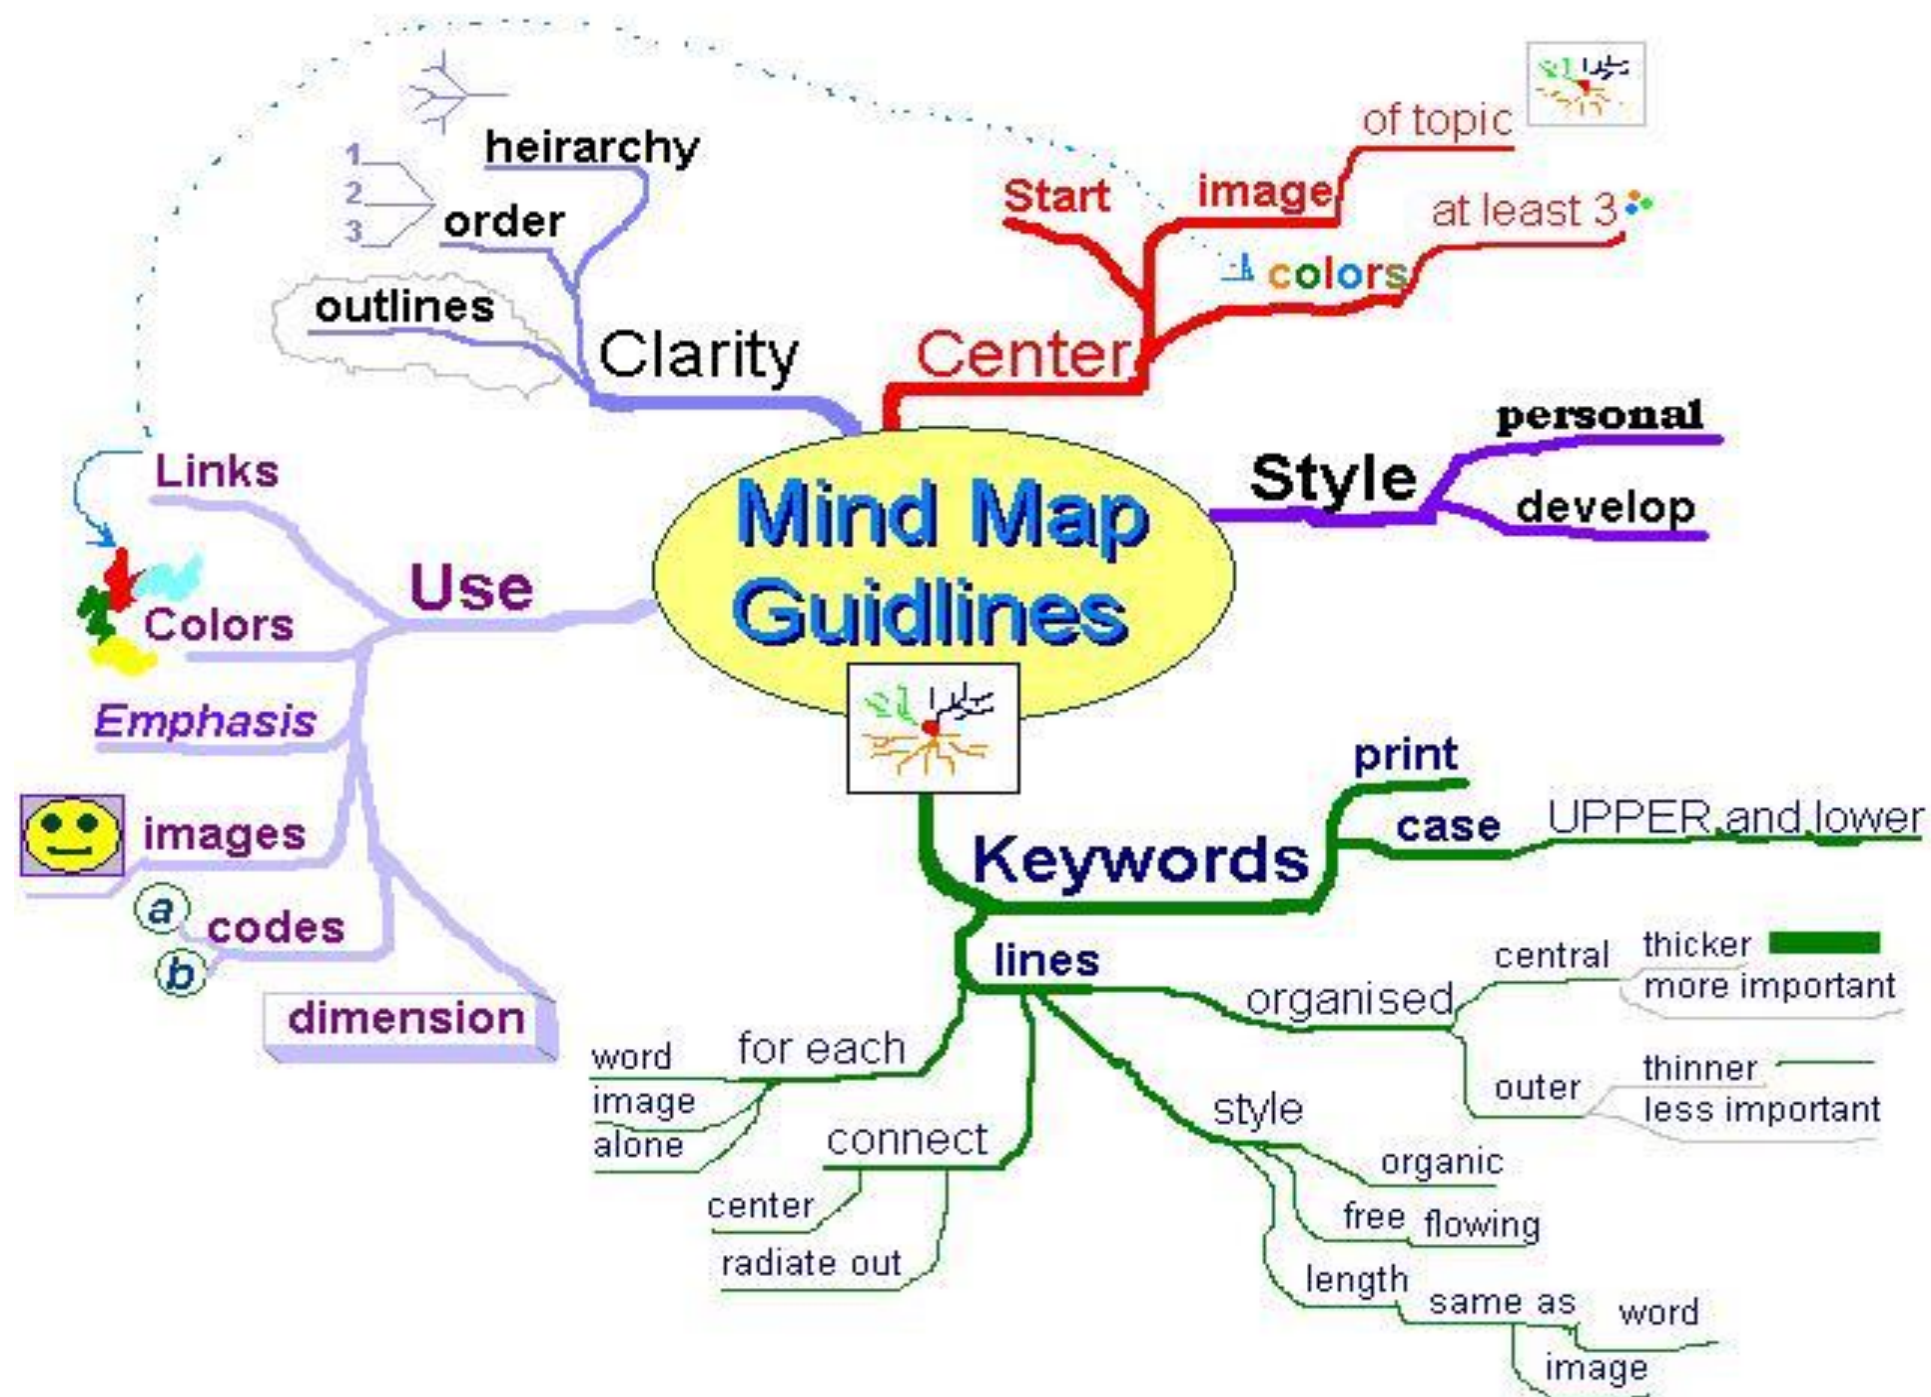 Mind Map
Guidlines
Center
Start
image
of topic
colors
at least 3
Style
personal
develop
Keywords
print
case
UPPER and lower
lines
organised
central
thicker
more important
outer
thinner
less important
style
organic
free flowing
length
same as
word
image
connect
center
radiate out
for each
word
image
alone
Use
Links
Colors
Emphasis
images
codes
a
b
dimension
Clarity
heirarchy
order
1
2
3
outlines